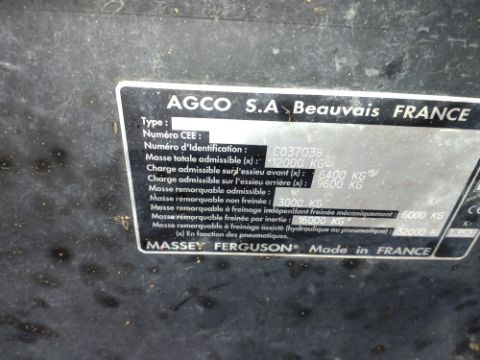 AGCO S.A Beauvais FRANCE
Type :
Numéro CEE :
Numéro d'Identification : C037038
Masse totale admissible (x) : 12000 KG
Charge admissible sur l'essieu avant (x) : 6400 KG
Charge admissible sur l'essieu arrière (x) : 9600 KG
Masse remorquable admissible :
Masse remorquable non freinée : 3000 KG
Masse remorquable à freinage indépendant freinée mécaniquement : 6000 KG
Masse remorquable freinée par inertie : 16000 KG
Masse remorquable à freinage assisté (hydraulique ou pneumatique) : 32000 KG
(x) En fonction des pneumatiques.
MASSEY FERGUSON Made in FRANCE